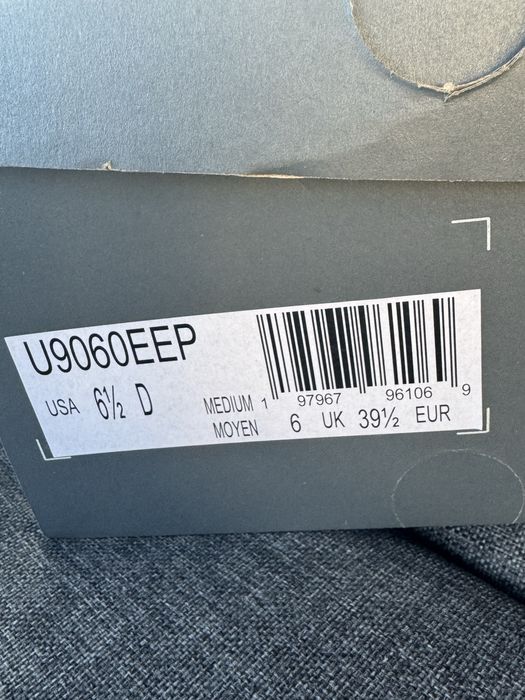 U9060EEP
USA 6½ D MEDIUM 1 97967 96106 9
MOYEN 6 UK 39½ EUR